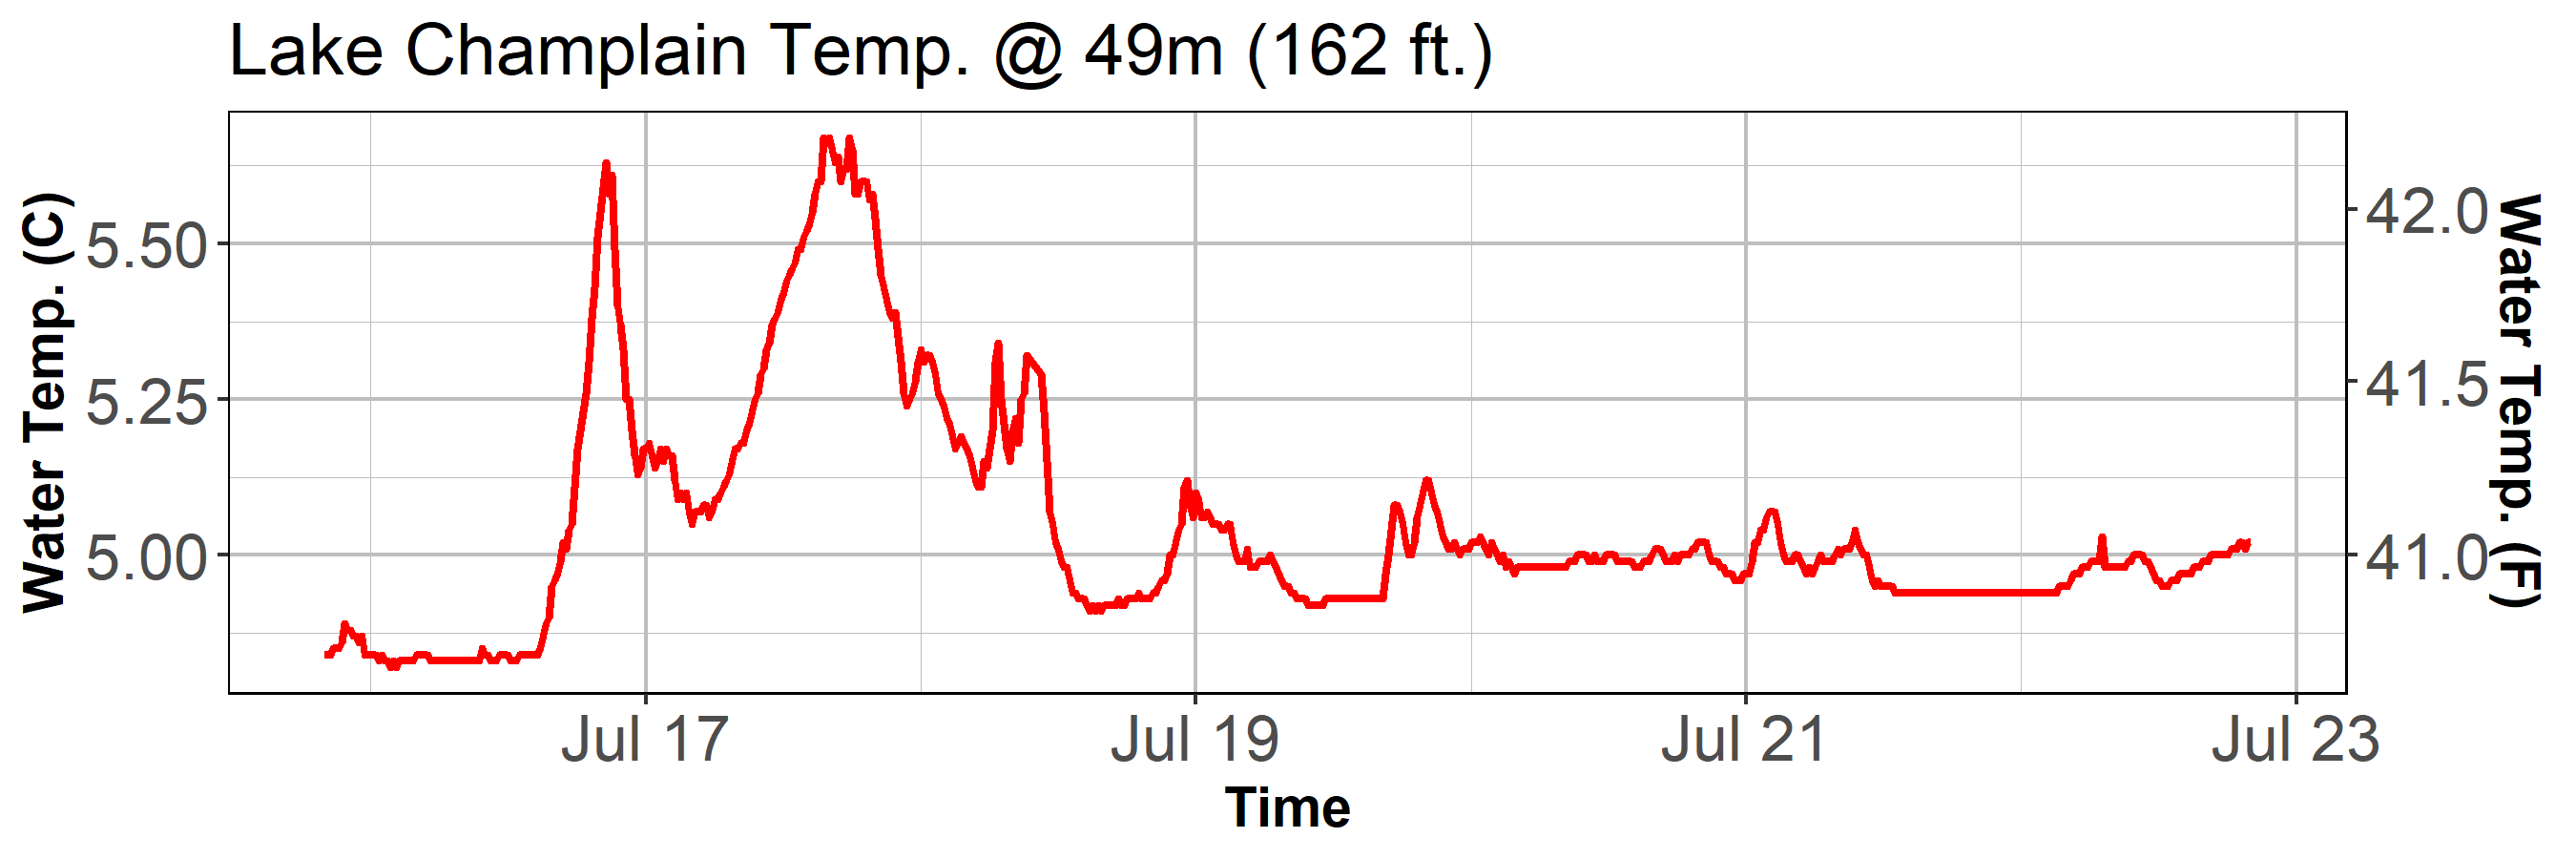 Lake Champlain Temp. @ 49m (162 ft.)
Water Temp. (C)
5.50
5.25
5.00
42.0
41.5
41.0
Water Temp. (F)
Jul 17
Jul 19
Jul 21
Jul 23
Time